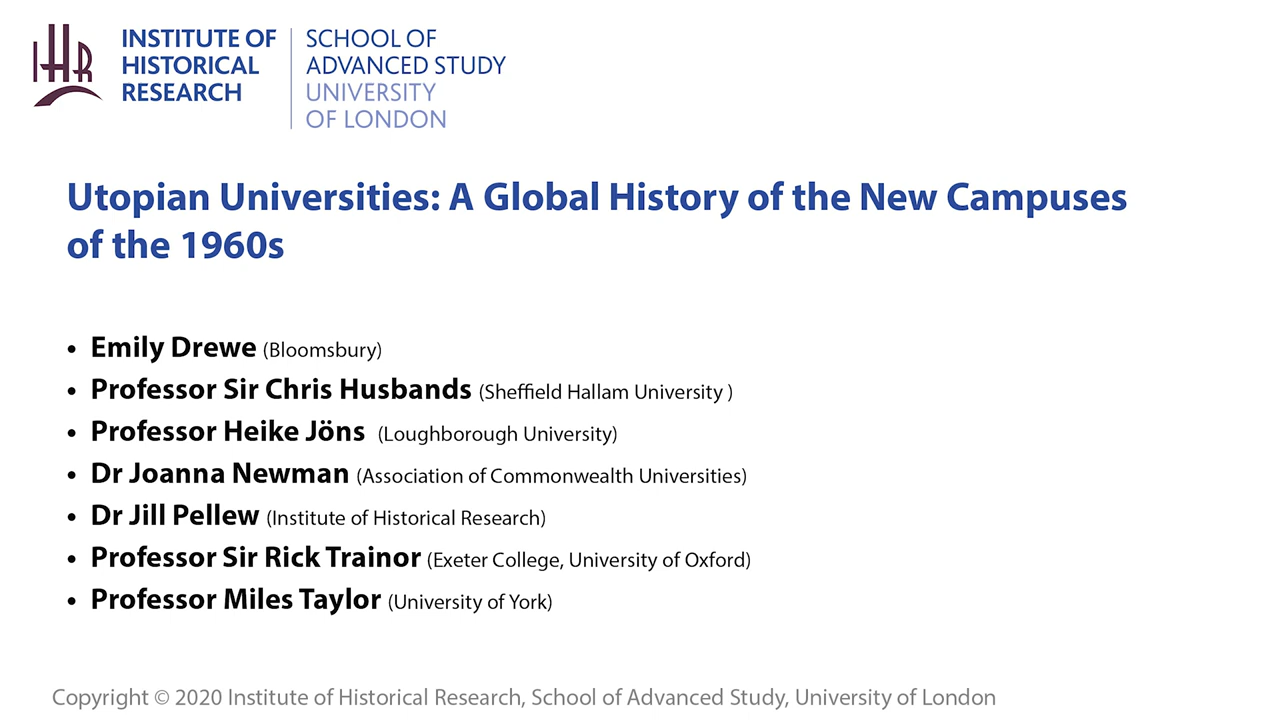 IHR
INSTITUTE OF
HISTORICAL
RESEARCH
SCHOOL OF
ADVANCED STUDY
UNIVERSITY
OF LONDON
Utopian Universities: A Global History of the New Campuses
of the 1960s
• Emily Drewe (Bloomsbury)
• Professor Sir Chris Husbands (Sheffield Hallam University )
• Professor Heike Jöns (Loughborough University)
• Dr Joanna Newman (Association of Commonwealth Universities)
• Dr Jill Pellew (Institute of Historical Research)
• Professor Sir Rick Trainor (Exeter College, University of Oxford)
• Professor Miles Taylor (University of York)
Copyright © 2020 Institute of Historical Research, School of Advanced Study, University of London